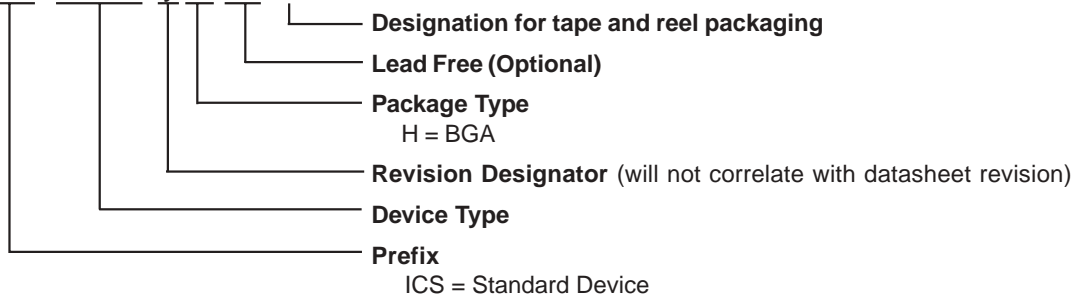 Designation for tape and reel packaging
Lead Free (Optional)
Package Type
H = BGA
Revision Designator (will not correlate with datasheet revision)
Device Type
Prefix
ICS = Standard Device